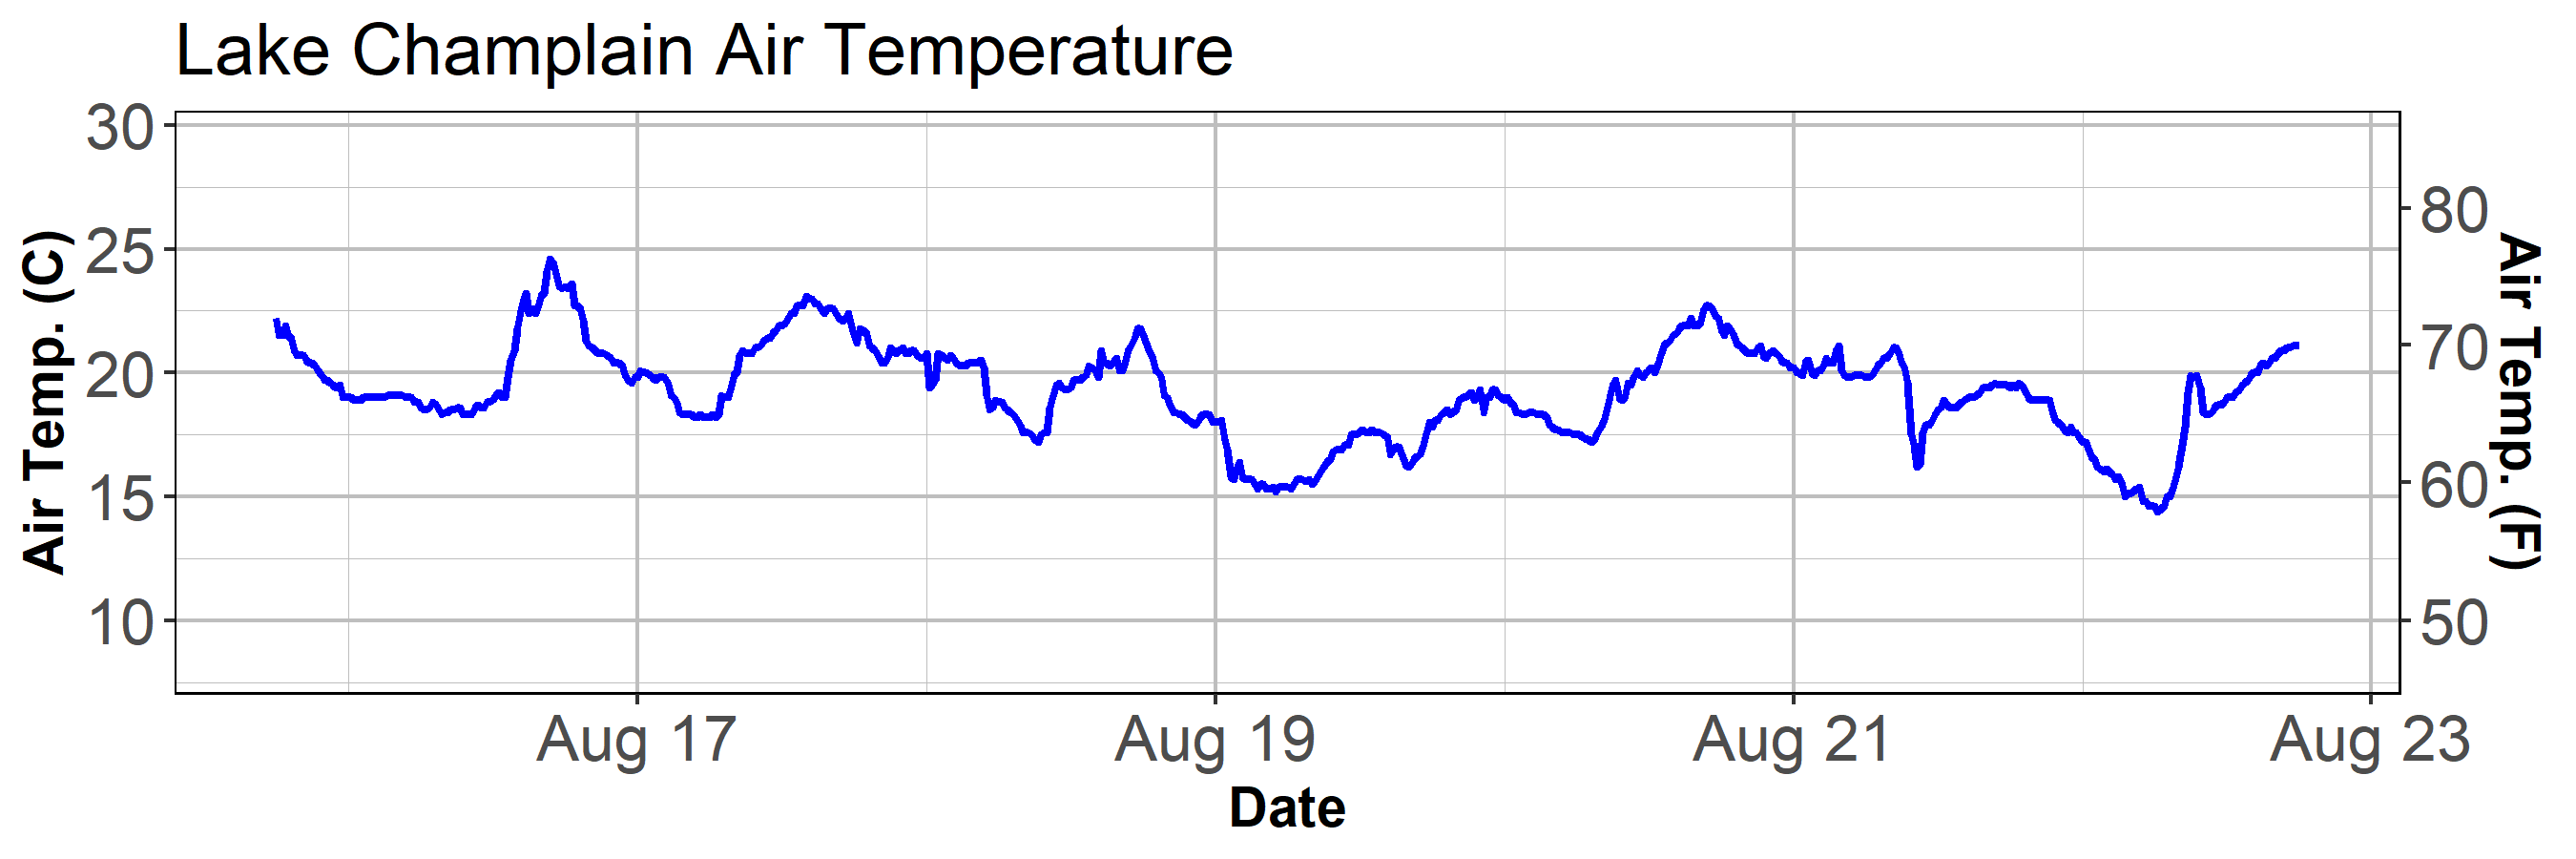 Lake Champlain Air Temperature
30
25
20
15
10
Air Temp. (C)
80
70
60
50
Air Temp. (F)
Aug 17
Aug 19
Aug 21
Aug 23
Date